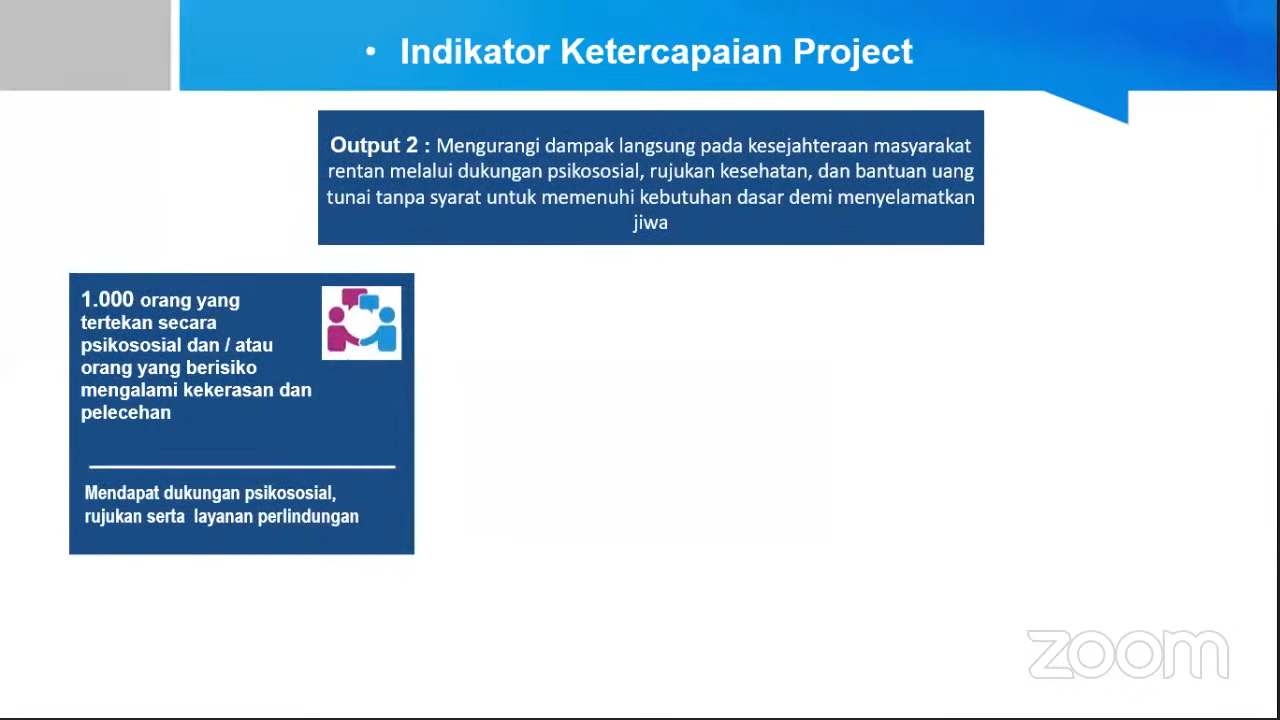 • Indikator Ketercapaian Project
Output 2 : Mengurangi dampak langsung pada kesejahteraan masyarakat
rentan melalui dukungan psikososial, rujukan kesehatan, dan bantuan uang
tunai tanpa syarat untuk memenuhi kebutuhan dasar demi menyelamatkan
jiwa
1.000 orang yang
tertekan secara
psikososial dan / atau
orang yang berisiko
mengalami kekerasan dan
pelecehan
Mendapat dukungan psikososial,
rujukan serta layanan perlindungan
zoom